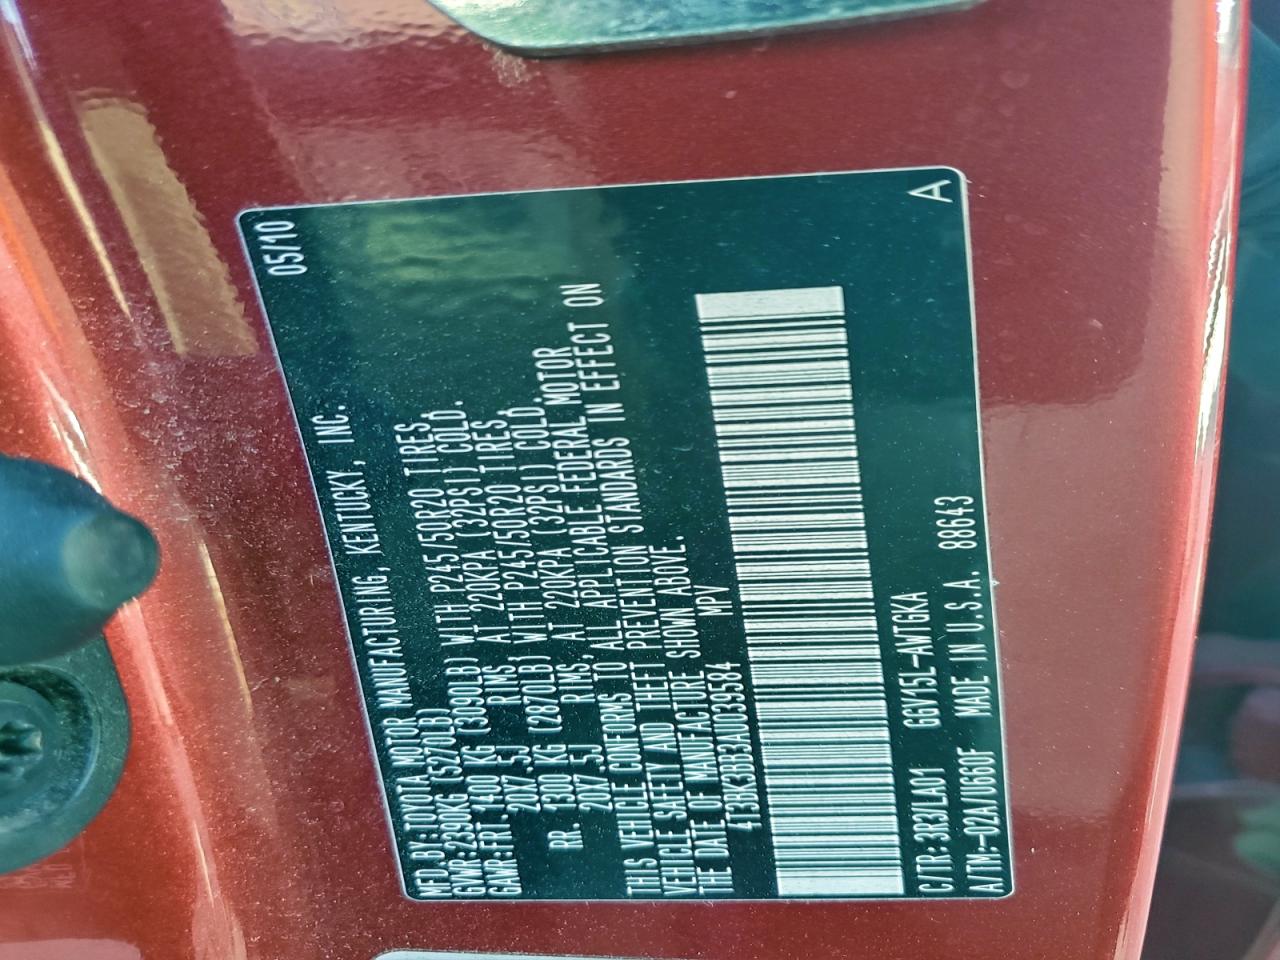 05/10
MFD.BY:TOYOTA MOTOR MANUFACTURING, KENTUCKY, INC.
GVWR:2390KG (5270LB)
GAWR:FRT.1400 KG (3090LB) WITH P245/50R20 TIRES,
20X7.5J RIMS, AT 220KPA (32PSI) COLD.
RR. 1300 KG (2870LB) WITH P245/50R20 TIRES,
20X7.5J RIMS, AT 220KPA (32PSI) COLD.
THIS VEHICLE CONFORMS TO ALL APPLICABLE FEDERAL MOTOR
VEHICLE SAFETY AND THEFT PREVENTION STANDARDS IN EFFECT ON
THE DATE OF MANUFACTURE SHOWN ABOVE.
4T3BK3BB3AU039584 MPV
C/TR:3R3/LA01 GGV15L-AWTGKA
A/TM:-02A/U660F MADE IN U.S.A. 88643
A